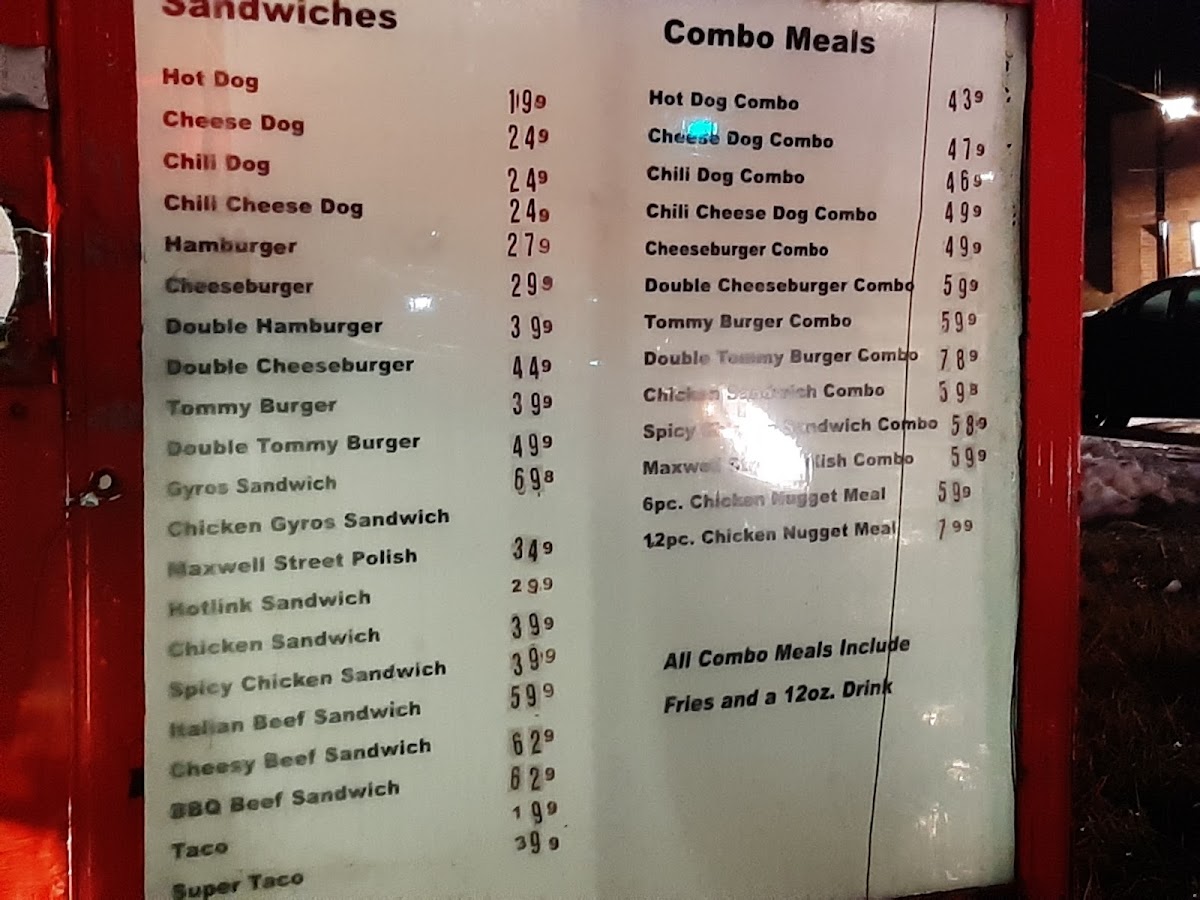 Sandwiches
Hot Dog 199
Cheese Dog 249
Chili Dog 249
Chili Cheese Dog 249
Hamburger 279
Cheeseburger 299
Double Hamburger 399
Double Cheeseburger 449
Tommy Burger 399
Double Tommy Burger 499
Gyros Sandwich 698
Chicken Gyros Sandwich
Maxwell Street Polish 349
Hotlink Sandwich 299
Chicken Sandwich 399
Spicy Chicken Sandwich 399
Italian Beef Sandwich 599
Cheesy Beef Sandwich 629
BBQ Beef Sandwich 629
Taco 199
Super Taco 399
Combo Meals
Hot Dog Combo 439
Cheese Dog Combo 479
Chili Dog Combo 469
Chili Cheese Dog Combo 499
Cheeseburger Combo 499
Double Cheeseburger Combo 599
Tommy Burger Combo 599
Double Tommy Burger Combo 789
Chicken Sandwich Combo 598
Spicy Sandwich Combo 589
Maxwell Polish Combo 599
6pc. Chicken Nugget Meal 599
12pc. Chicken Nugget Meal 799
All Combo Meals Include
Fries and a 12oz. Drink